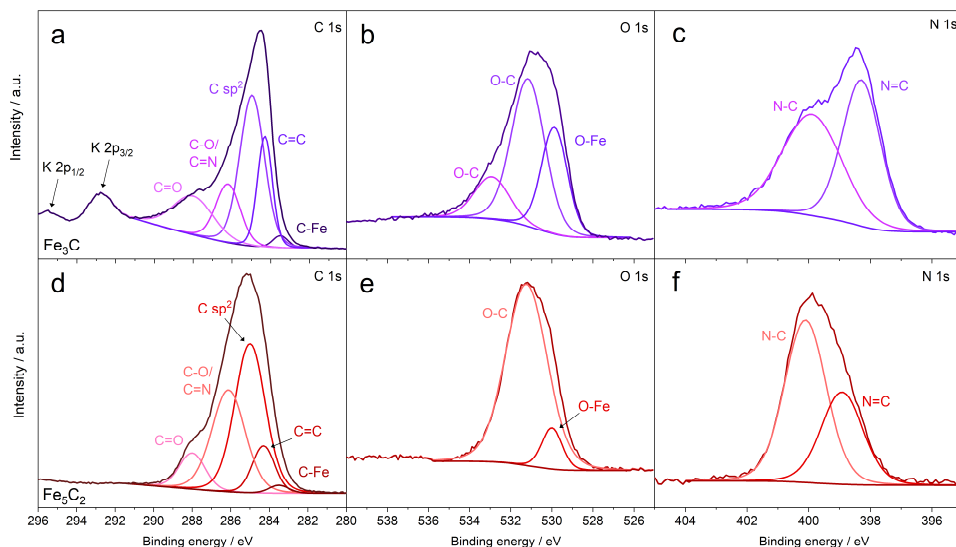 a
C 1s
C sp²
C-O/
C=N
C=C
K 2p₃/₂
K 2p₁/₂
C=O
C-Fe
Fe₃C
Intensity / a.u.
b
O 1s
O-C
O-Fe
O-C
c
N 1s
N=C
N-C
d
C 1s
C sp²
C-O/
C=N
C=O
C=C
C-Fe
Fe₅C₂
Intensity / a.u.
e
O 1s
O-C
O-Fe
f
N 1s
N-C
N=C
296 294 292 290 288 286 284 282 280
538 536 534 532 530 528 526
404 402 400 398 396
Binding energy / eV
Binding energy / eV
Binding energy / eV